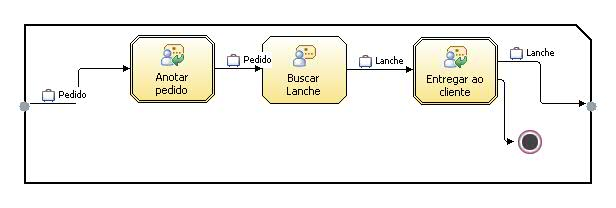 Pedido
Anotar
pedido
Pedido
Buscar
Lanche
Lanche
Entregar ao
cliente
Lanche